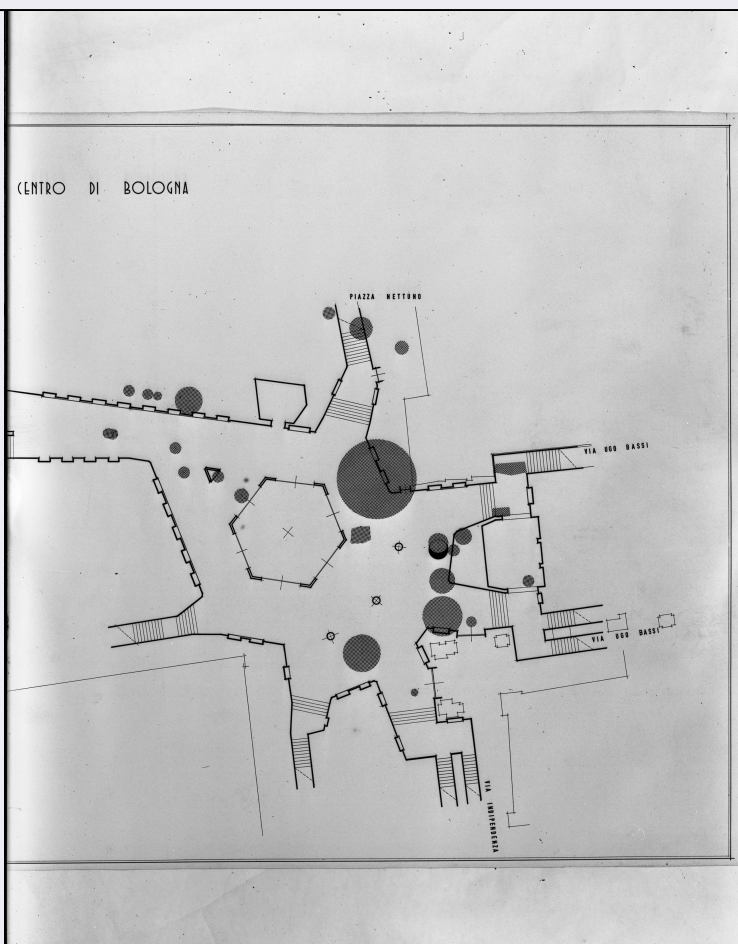 CENTRO DI BOLOGNA
PIAZZA NETTUNO
VIA UGO BASSI
VIA UGO BASSI
VIA INDIPENDENZA